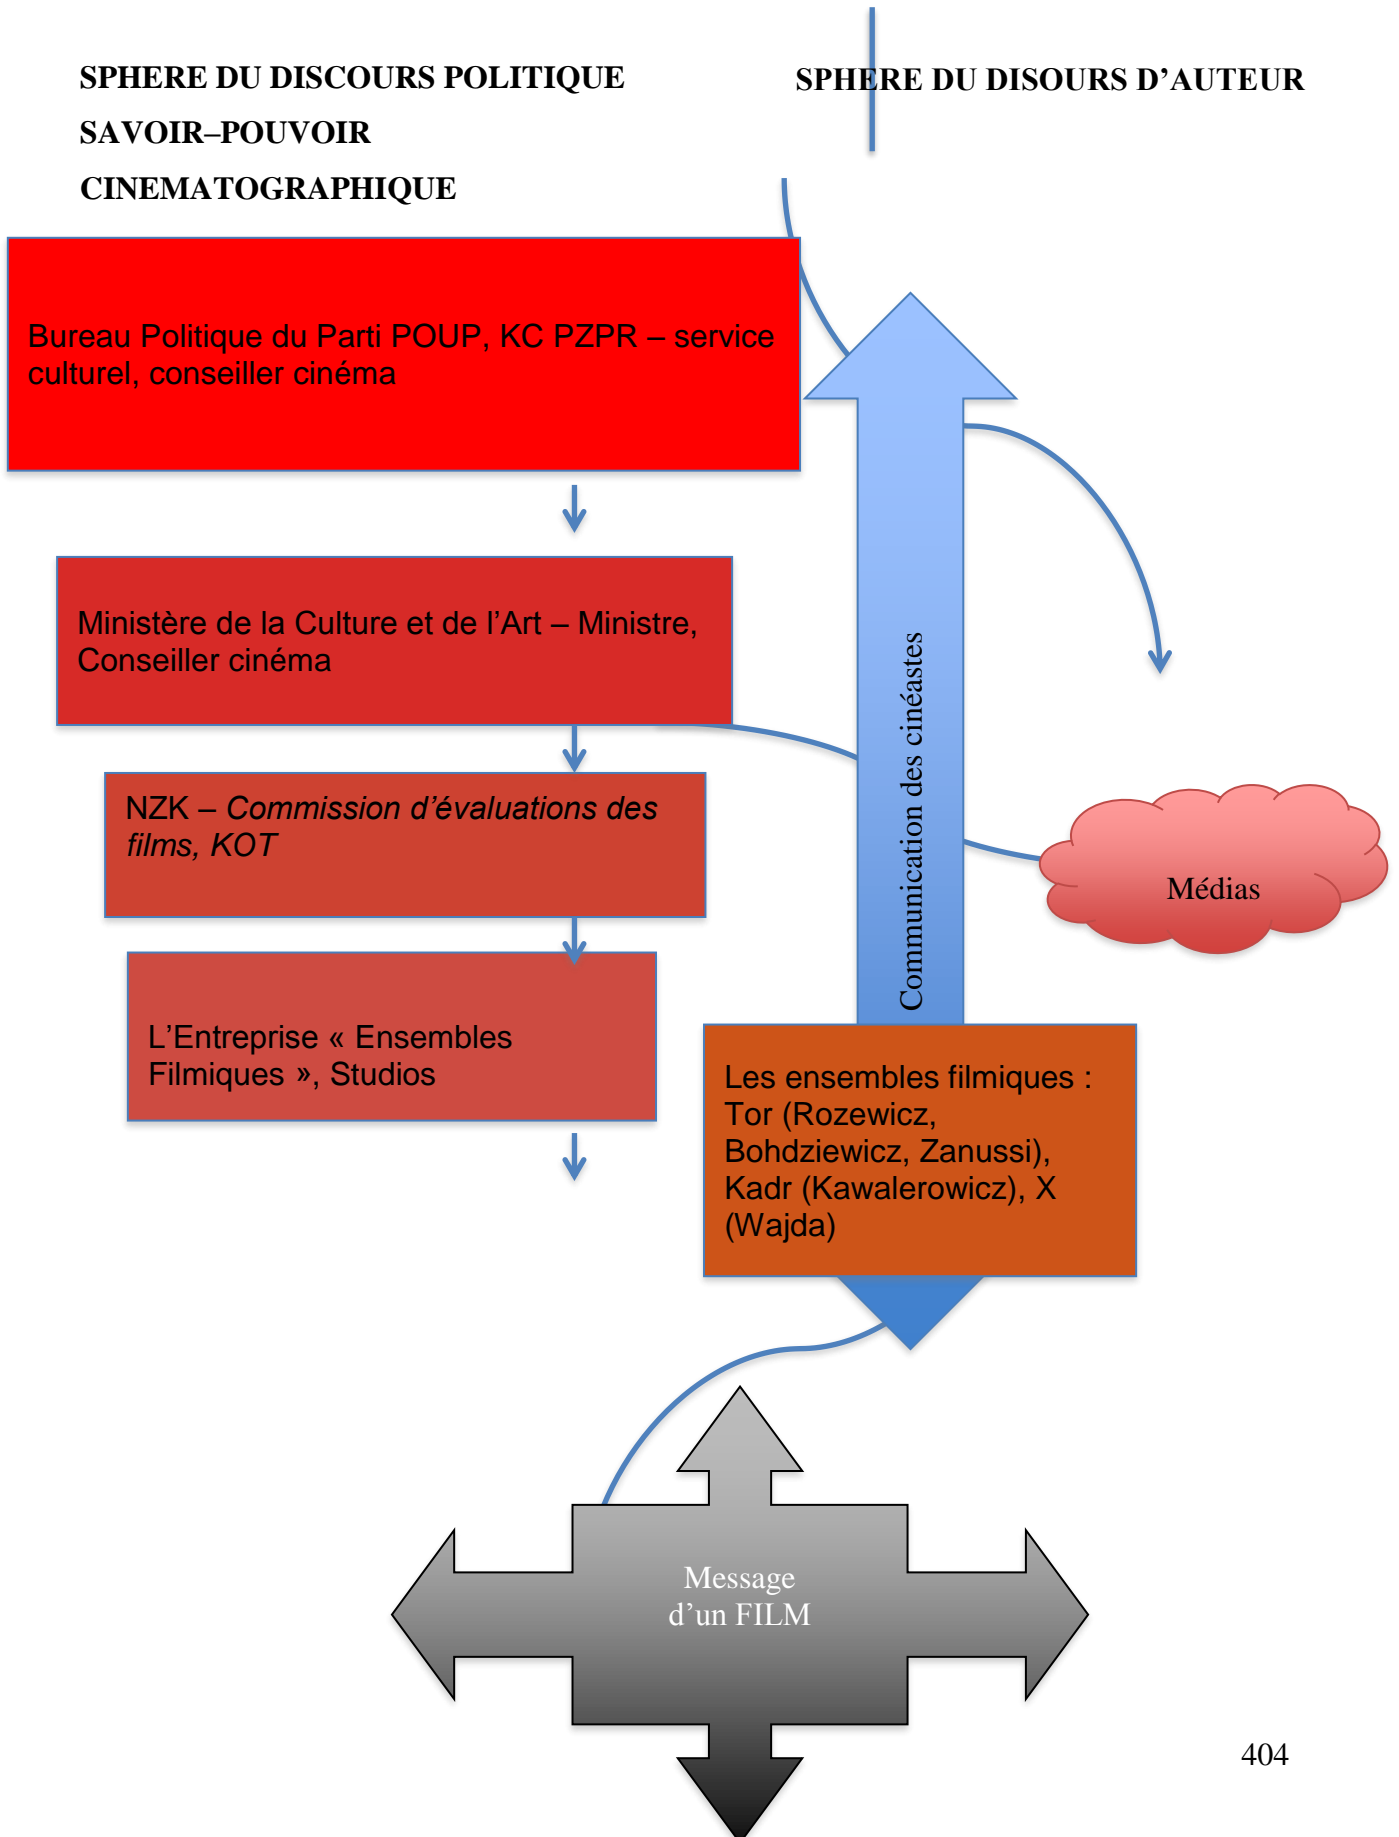 SPHERE DU DISCOURS POLITIQUE
SAVOIR–POUVOIR
CINEMATOGRAPHIQUE
SPHERE DU DISOURS D’AUTEUR
Bureau Politique du Parti POUP, KC PZPR – service
culturel, conseiller cinéma
Ministère de la Culture et de l’Art – Ministre,
Conseiller cinéma
NZK – Commission d’évaluations des
films, KOT
L’Entreprise « Ensembles
Filmiques », Studios
Communication des cinéastes
Médias
Les ensembles filmiques :
Tor (Rozewicz,
Bohdziewicz, Zanussi),
Kadr (Kawalerowicz), X
(Wajda)
Message
d’un FILM
404